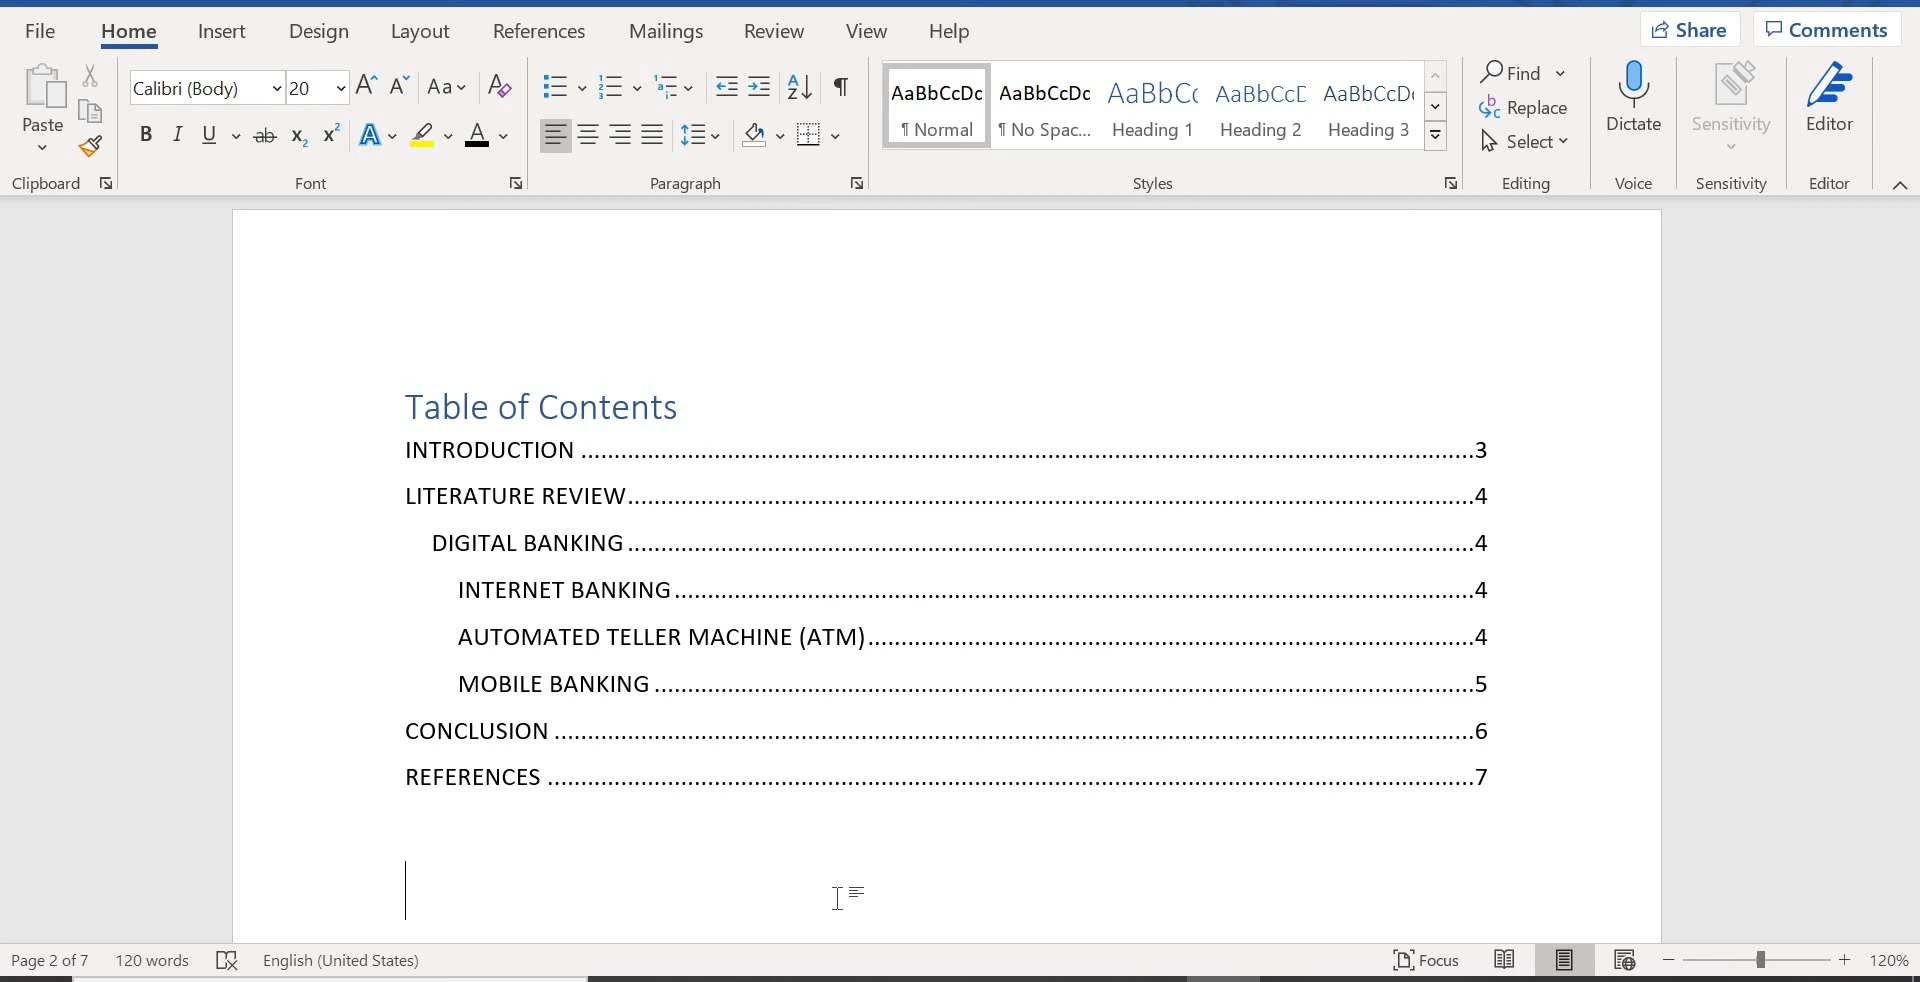 File Home Insert Design Layout References Mailings Review View Help Share Comments
Calibri (Body) 20 Aa
Paste
Clipboard Font Paragraph Styles Editing Voice Sensitivity Editor
AaBbCcDc AaBbCcDc AaBbCc AaBbCcD AaBbCcD
¶ Normal ¶ No Spac... Heading 1 Heading 2 Heading 3
Find
Replace
Select
Dictate Sensitivity Editor
Table of Contents
INTRODUCTION ........ 3
LITERATURE REVIEW ........ 4
DIGITAL BANKING ........ 4
INTERNET BANKING ........ 4
AUTOMATED TELLER MACHINE (ATM) ........ 4
MOBILE BANKING ........ 5
CONCLUSION ........ 6
REFERENCES ........ 7
Page 2 of 7 120 words English (United States) Focus 120%